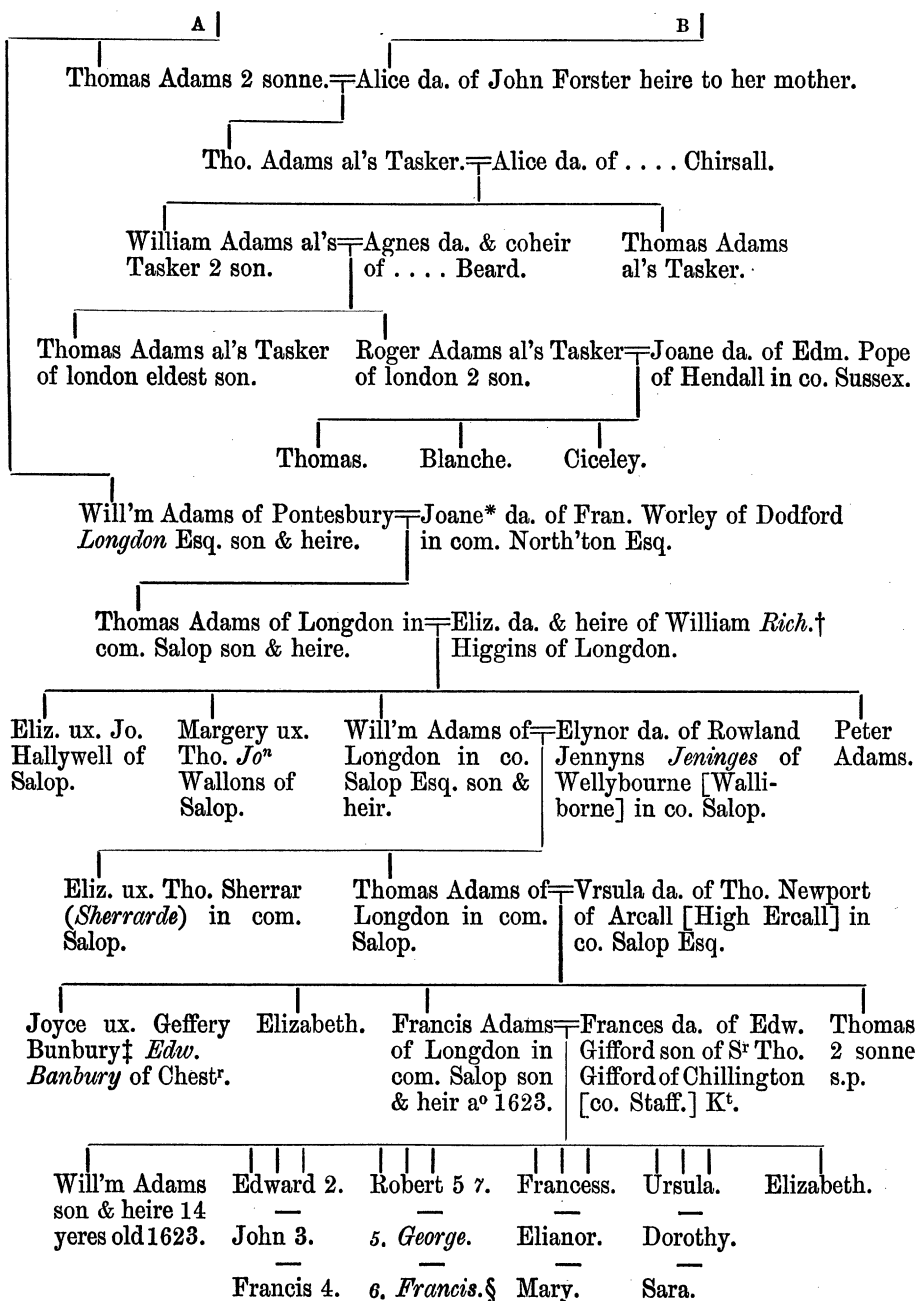 A B
Thomas Adams 2 sonne.=Alice da. of John Forster heire to her mother.
Tho. Adams al's Tasker.=Alice da. of .... Chirsall.
William Adams al's=Agnes da. & coheir Thomas Adams
Tasker 2 son. of .... Beard. al's Tasker.
Thomas Adams al's Tasker Roger Adams al's Tasker=Joane da. of Edm. Pope
of london eldest son. of london 2 son. of Hendall in co. Sussex.
Thomas. Blanche. Ciceley.
Will'm Adams of Pontesbury=Joane* da. of Fran. Worley of Dodford
Longdon Esq. son & heire. in com. North'ton Esq.
Thomas Adams of Longdon in=Eliz. da. & heire of William Rich.†
com. Salop son & heire. Higgins of Longdon.
Eliz. ux. Jo. Margery ux. Will'm Adams of=Elynor da. of Rowland Peter
Hallywell of Tho. Joⁿ Longdon in co. Jennyns Jeninges of Adams.
Salop. Wallons of Salop Esq. son & Wellybourne [Walli-
Salop. heir. borne] in co. Salop.
Eliz. ux. Tho. Sherrar Thomas Adams of=Vrsula da. of Tho. Newport
(Sherrarde) in com. Longdon in com. of Arcall [High Ercall] in
Salop. Salop. co. Salop Esq.
Joyce ux. Geffery Elizabeth. Francis Adams=Frances da. of Edw. Thomas
Bunbury‡ Edw. of Longdon in Gifford son of Sʳ Tho. 2 sonne
Banbury of Chestʳ. com. Salop son Gifford of Chillington s.p.
& heir aº 1623. [co. Staff.] Kᵗ.
Will'm Adams Edward 2. Robert 5 7. Francess. Ursula. Elizabeth.
son & heire 14
yeres old 1623. John 3. 5. George. Elianor. Dorothy.
Francis 4. 6. Francis.§ Mary. Sara.